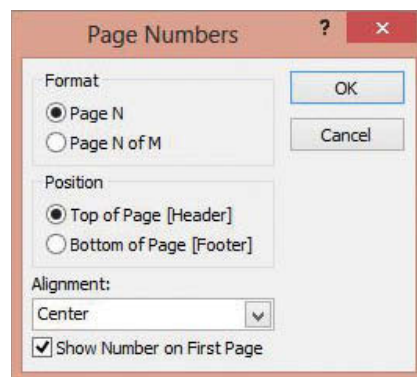 Page Numbers ? ×
Format
Page N
Page N of M
OK
Cancel
Position
Top of Page [Header]
Bottom of Page [Footer]
Alignment:
Center
Show Number on First Page